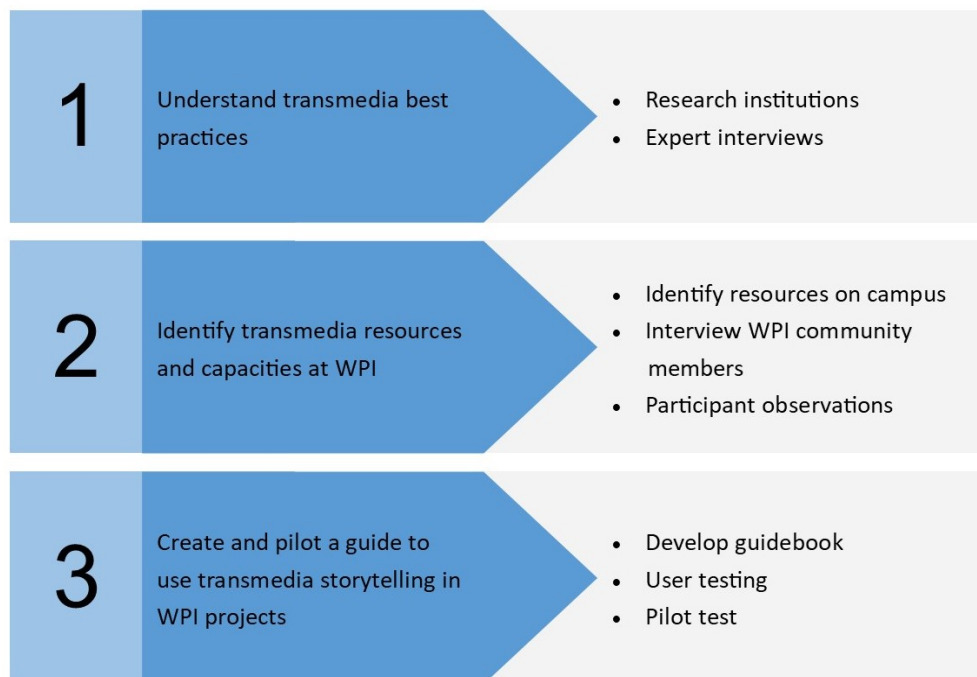 1
Understand transmedia best
practices
• Research institutions
• Expert interviews
2
Identify transmedia resources
and capacities at WPI
• Identify resources on campus
• Interview WPI community
members
• Participant observations
3
Create and pilot a guide to
use transmedia storytelling in
WPI projects
• Develop guidebook
• User testing
• Pilot test